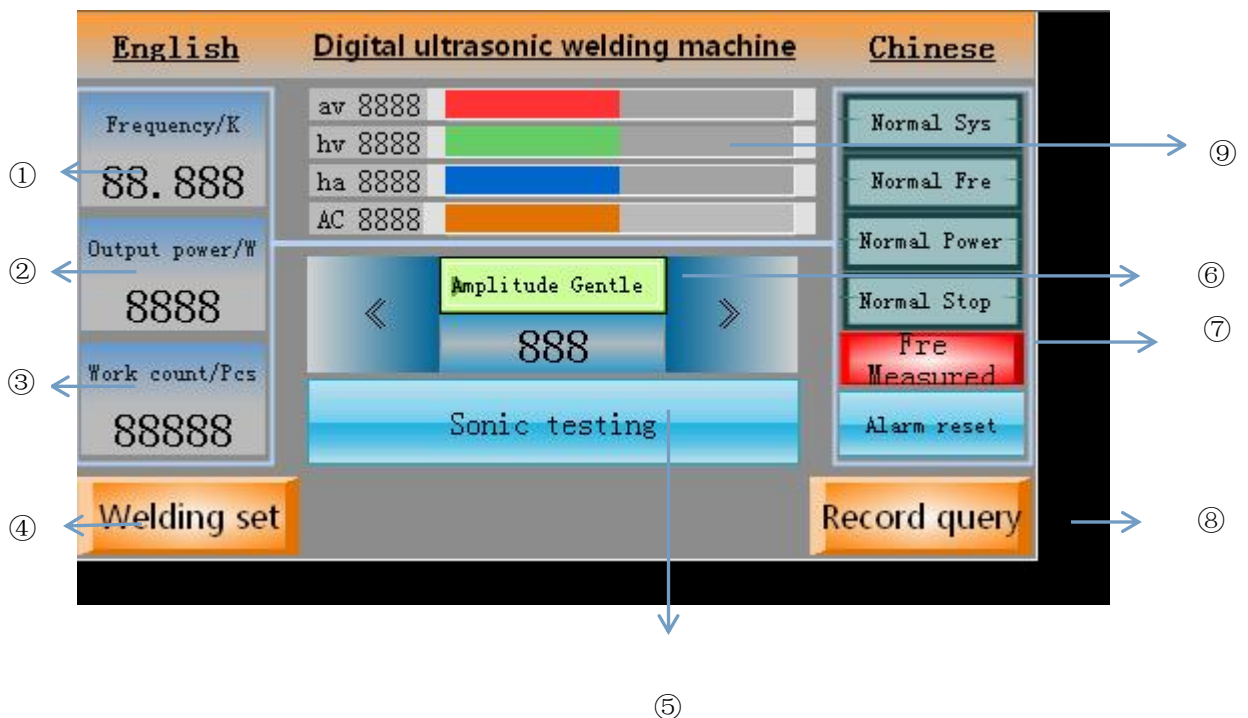 English Digital ultrasonic welding machine Chinese
Frequency/K
88.888
Output power/W
8888
Work count/Pcs
88888
av 8888
hv 8888
ha 8888
AC 8888
《 Amplitude Gentle 》
888
Sonic testing
Normal Sys
Normal Fre
Normal Power
Normal Stop
Fre
Measured
Alarm reset
Welding set
Record query
①
②
③
④
⑤
⑥
⑦
⑧
⑨